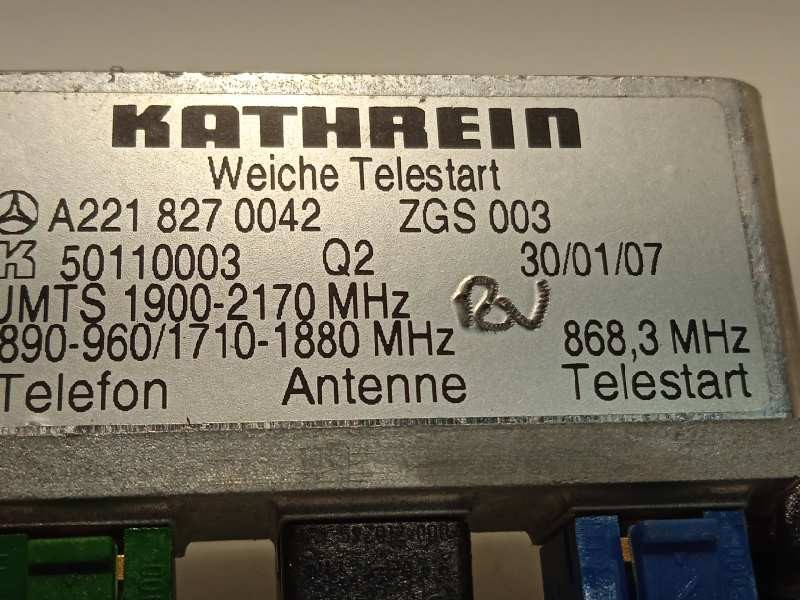 KATHREIN
Weiche Telestart
A221 827 0042 ZGS 003
K 50110003 Q2 30/01/07
UMTS 1900-2170 MHz
890-960/1710-1880 MHz 868,3 MHz
Telefon Antenne Telestart